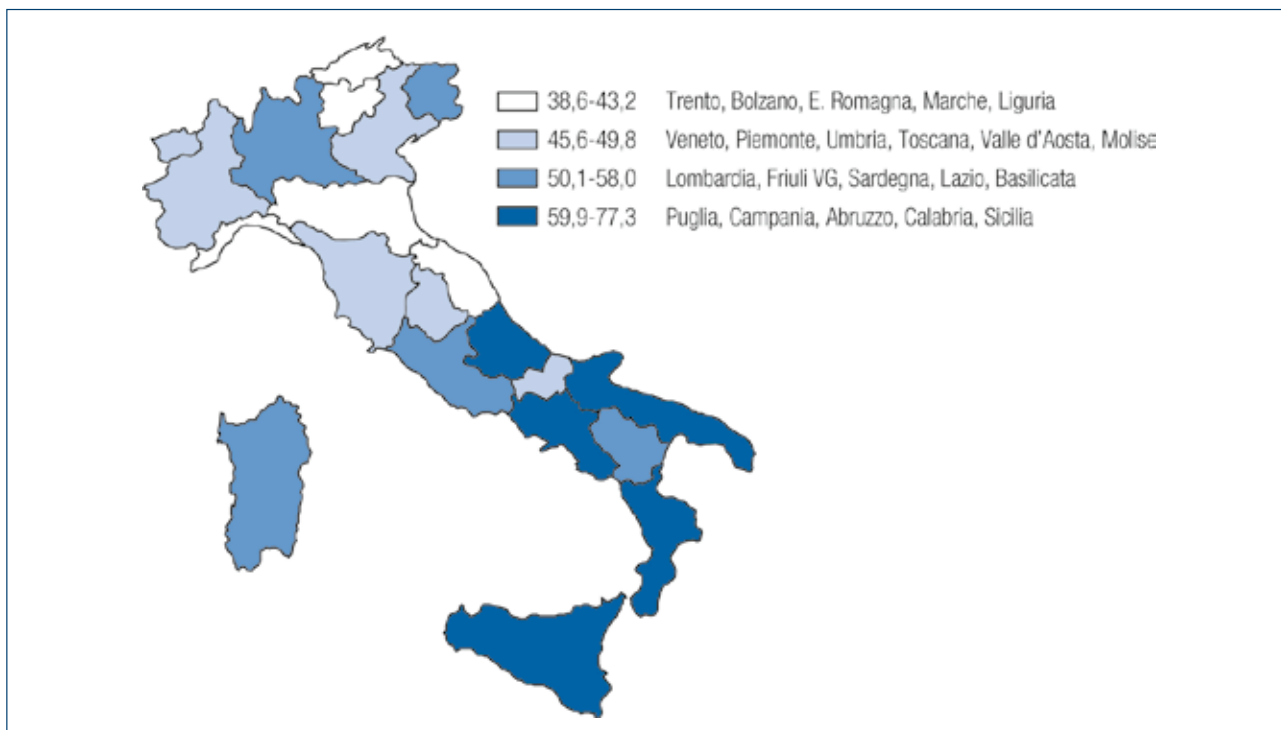 38,6-43,2 Trento, Bolzano, E. Romagna, Marche, Liguria
45,6-49,8 Veneto, Piemonte, Umbria, Toscana, Valle d'Aosta, Molise
50,1-58,0 Lombardia, Friuli VG, Sardegna, Lazio, Basilicata
59,9-77,3 Puglia, Campania, Abruzzo, Calabria, Sicilia